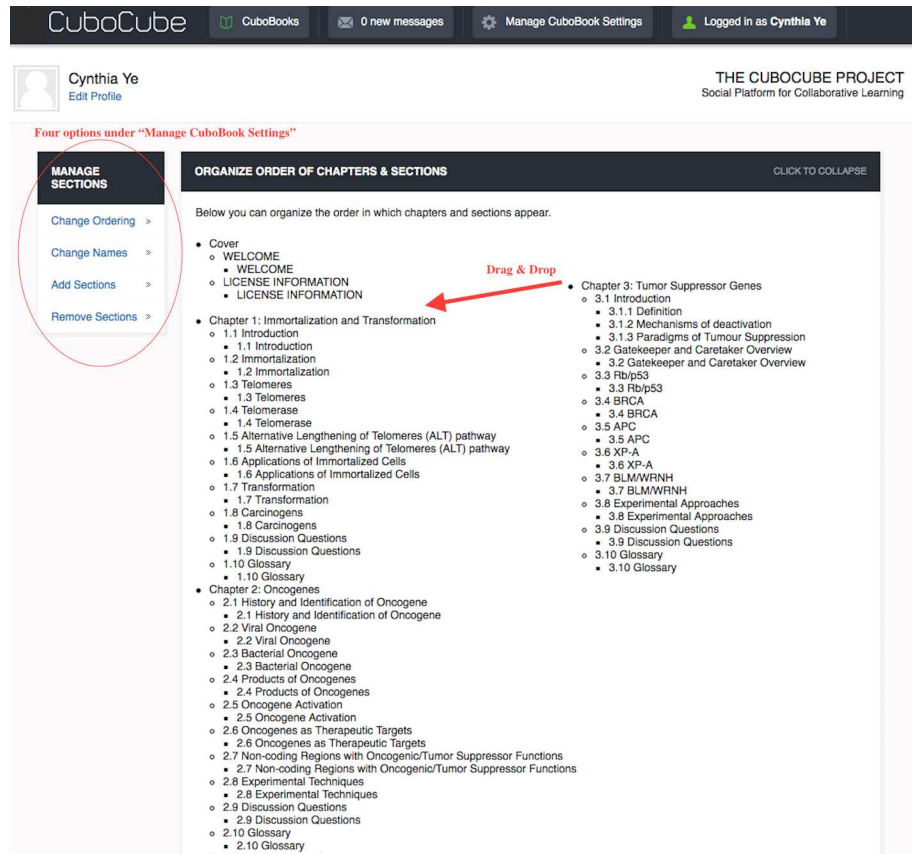 CuboCube
CuboBooks
0 new messages
Manage CuboBook Settings
Logged in as Cynthia Ye
Cynthia Ye
Edit Profile
THE CUBOCUBE PROJECT
Social Platform for Collaborative Learning
Four options under “Manage CuboBook Settings”
MANAGE
SECTIONS
Change Ordering »
Change Names »
Add Sections »
Remove Sections »
ORGANIZE ORDER OF CHAPTERS & SECTIONS
CLICK TO COLLAPSE
Below you can organize the order in which chapters and sections appear.
Cover
WELCOME
WELCOME
LICENSE INFORMATION
LICENSE INFORMATION
Chapter 1: Immortalization and Transformation
1.1 Introduction
1.1 Introduction
1.2 Immortalization
1.2 Immortalization
1.3 Telomeres
1.3 Telomeres
1.4 Telomerase
1.4 Telomerase
1.5 Alternative Lengthening of Telomeres (ALT) pathway
1.5 Alternative Lengthening of Telomeres (ALT) pathway
1.6 Applications of Immortalized Cells
1.6 Applications of Immortalized Cells
1.7 Transformation
1.7 Transformation
1.8 Carcinogens
1.8 Carcinogens
1.9 Discussion Questions
1.9 Discussion Questions
1.10 Glossary
1.10 Glossary
Chapter 2: Oncogenes
2.1 History and Identification of Oncogene
2.1 History and Identification of Oncogene
2.2 Viral Oncogene
2.2 Viral Oncogene
2.3 Bacterial Oncogene
2.3 Bacterial Oncogene
2.4 Products of Oncogenes
2.4 Products of Oncogenes
2.5 Oncogene Activation
2.5 Oncogene Activation
2.6 Oncogenes as Therapeutic Targets
2.6 Oncogenes as Therapeutic Targets
2.7 Non-coding Regions with Oncogenic/Tumor Suppressor Functions
2.7 Non-coding Regions with Oncogenic/Tumor Suppressor Functions
2.8 Experimental Techniques
2.8 Experimental Techniques
2.9 Discussion Questions
2.9 Discussion Questions
2.10 Glossary
2.10 Glossary
Drag & Drop
Chapter 3: Tumor Suppressor Genes
3.1 Introduction
3.1.1 Definition
3.1.2 Mechanisms of deactivation
3.1.3 Paradigms of Tumour Suppression
3.2 Gatekeeper and Caretaker Overview
3.2 Gatekeeper and Caretaker Overview
3.3 Rb/p53
3.3 Rb/p53
3.4 BRCA
3.4 BRCA
3.5 APC
3.5 APC
3.6 XP-A
3.6 XP-A
3.7 BLM/WRNH
3.7 BLM/WRNH
3.8 Experimental Approaches
3.8 Experimental Approaches
3.9 Discussion Questions
3.9 Discussion Questions
3.10 Glossary
3.10 Glossary